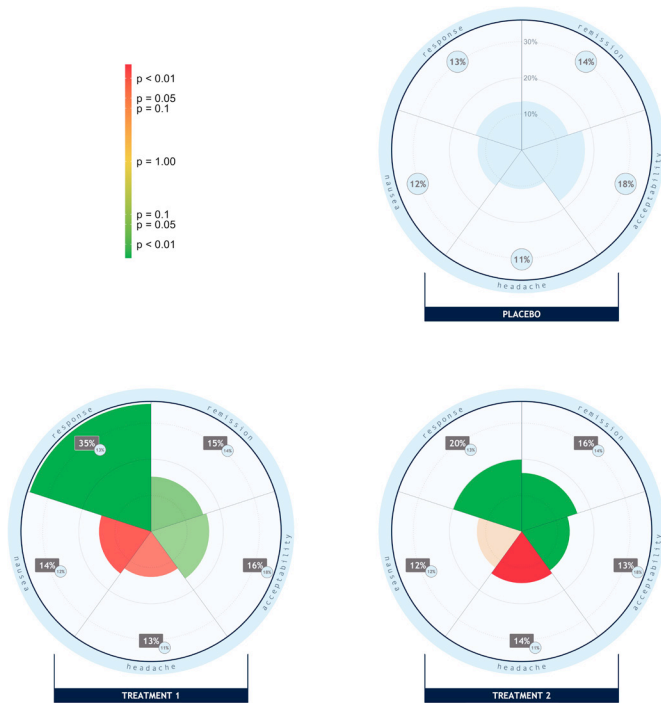 p < 0.01
p = 0.05
p = 0.1
p = 1.00
p = 0.1
p = 0.05
p < 0.01
response
remission
30%
13%
14%
20%
10%
12%
18%
nausea
acceptability
11%
headache
PLACEBO
response
remission
35%
13%
15%
14%
14%
12%
16%
18%
nausea
acceptability
13%
11%
headache
TREATMENT 1
response
remission
20%
13%
16%
14%
12%
12%
13%
18%
nausea
acceptability
14%
11%
headache
TREATMENT 2